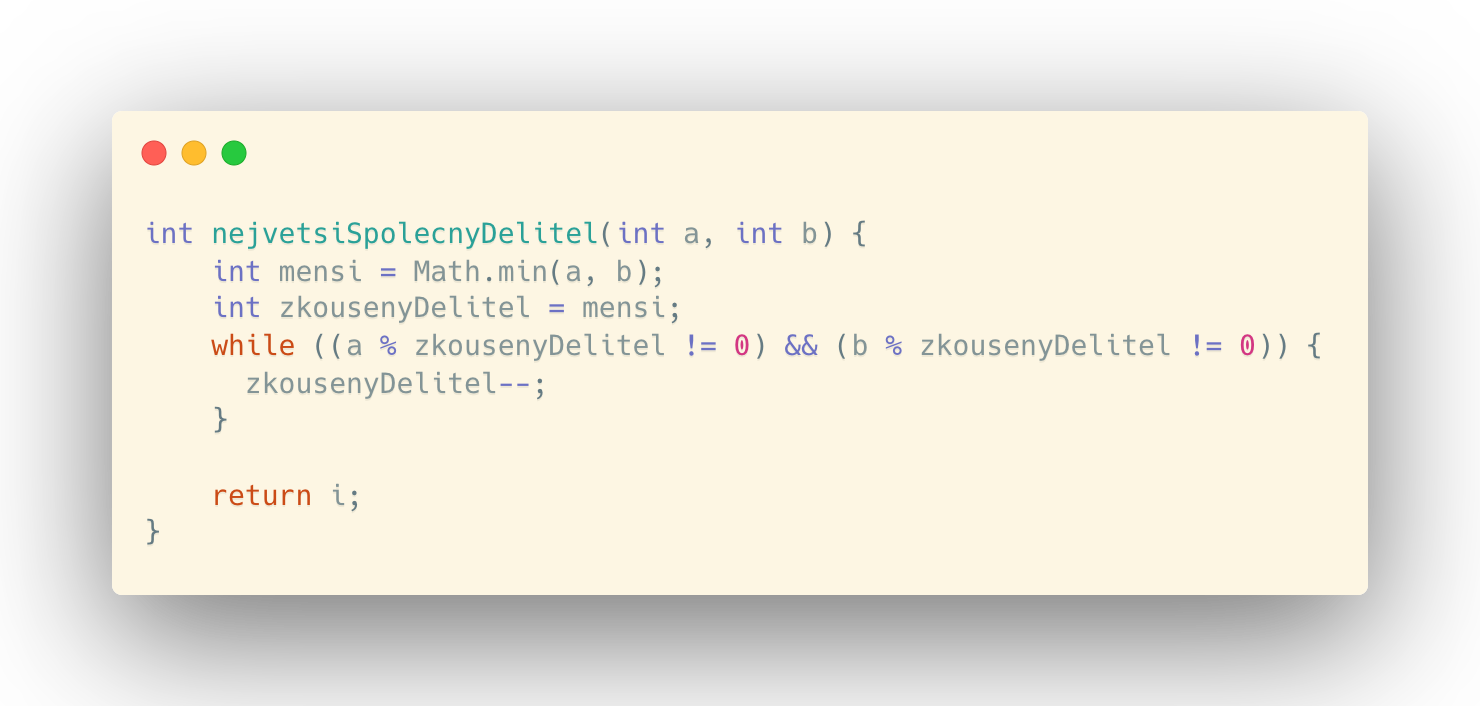 int nejvetsiSpolecnyDelitel(int a, int b) {
    int mensi = Math.min(a, b);
    int zkousenyDelitel = mensi;
    while ((a % zkousenyDelitel != 0) && (b % zkousenyDelitel != 0)) {
      zkousenyDelitel--;
    }

    return i;
}